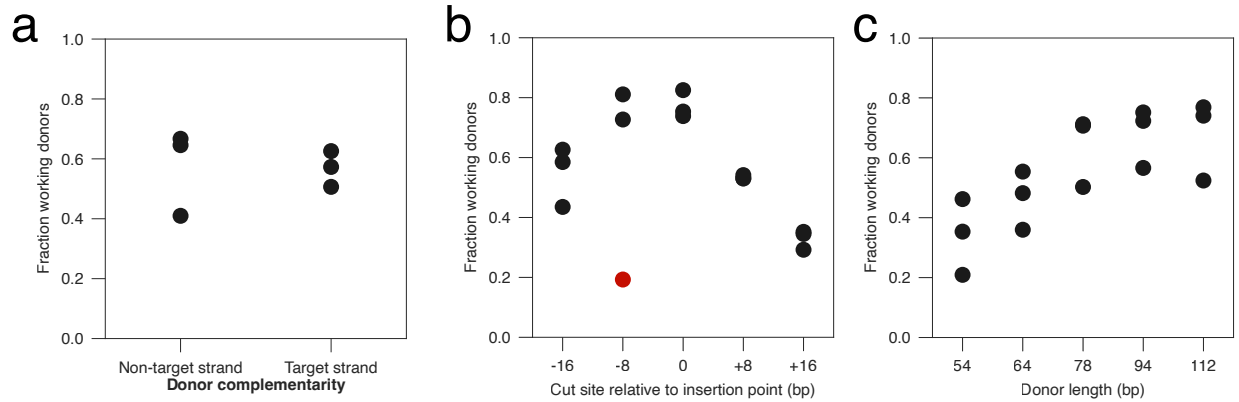 a
1.0
0.8
0.6
0.4
0.2
0.0
Fraction working donors
Non-target strand
Target strand
Donor complementarity
b
1.0
0.8
0.6
0.4
0.2
0.0
Fraction working donors
-16
-8
0
+8
+16
Cut site relative to insertion point (bp)
c
1.0
0.8
0.6
0.4
0.2
0.0
Fraction working donors
54
64
78
94
112
Donor length (bp)